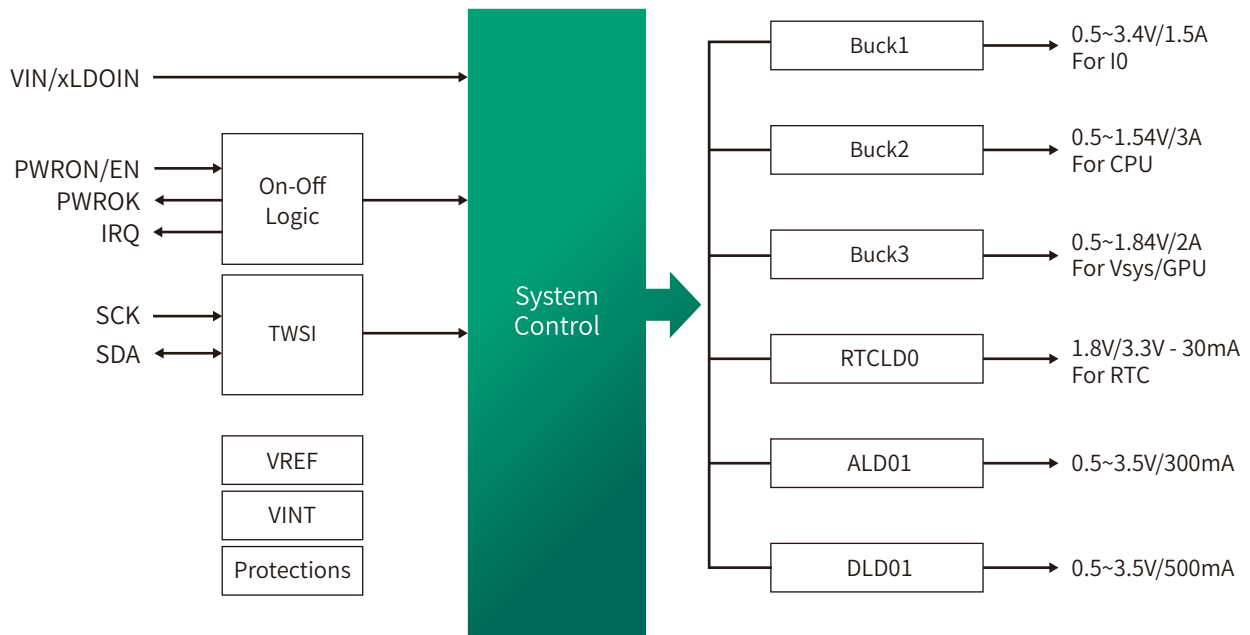 VIN/xLDOIN
PWRON/EN
PWROK
IRQ
On-Off
Logic
SCK
SDA
TWSI
VREF
VINT
Protections
System
Control
Buck1
0.5~3.4V/1.5A
For I0
Buck2
0.5~1.54V/3A
For CPU
Buck3
0.5~1.84V/2A
For Vsys/GPU
RTCLD0
1.8V/3.3V - 30mA
For RTC
ALD01
0.5~3.5V/300mA
DLD01
0.5~3.5V/500mA